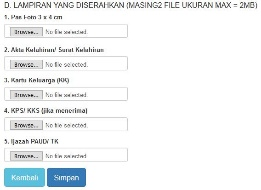 D. LAMPIRAN YANG DISERAHKAN (MASING2 FILE UKURAN MAX = 2MB)
1. Pas Foto 3 x 4 cm
Browse... No file selected.
2. Akta Kelahiran/ Surat Kelahiran
Browse... No file selected.
3. Kartu Keluarga (KK)
Browse... No file selected.
4. KPS/ KKS (jika menerima)
Browse... No file selected.
5. Ijazah PAUD/ TK
Browse... No file selected.
Kembali Simpan